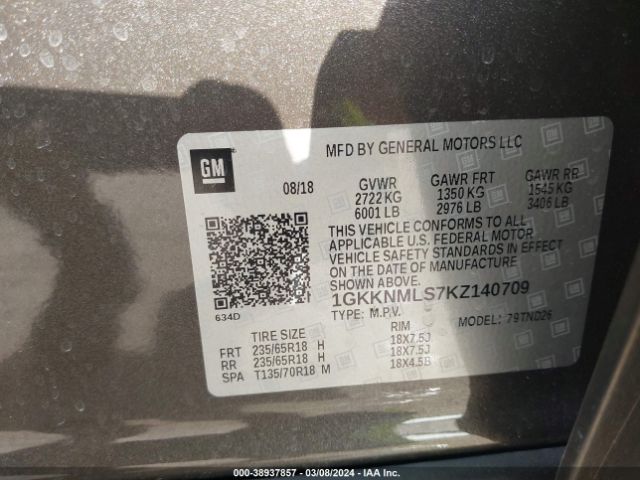 MFD BY GENERAL MOTORS LLC
GM
08/18 GVWR GAWR FRT GAWR RR
2722 KG 1350 KG 1545 KG
6001 LB 2976 LB 3406 LB
THIS VEHICLE CONFORMS TO ALL
APPLICABLE U.S. FEDERAL MOTOR
VEHICLE SAFETY STANDARDS IN EFFECT
ON THE DATE OF MANUFACTURE
SHOWN ABOVE.
1GKKNMLS7KZ140709
634D
TYPE: M.P.V. MODEL: 79TND26
TIRE SIZE RIM
FRT 235/65R18 H 18X7.5J
RR 235/65R18 H 18X7.5J
SPA T135/70R18 M 18X4.5B
000-38937857 - 03/08/2024 - IAA Inc.